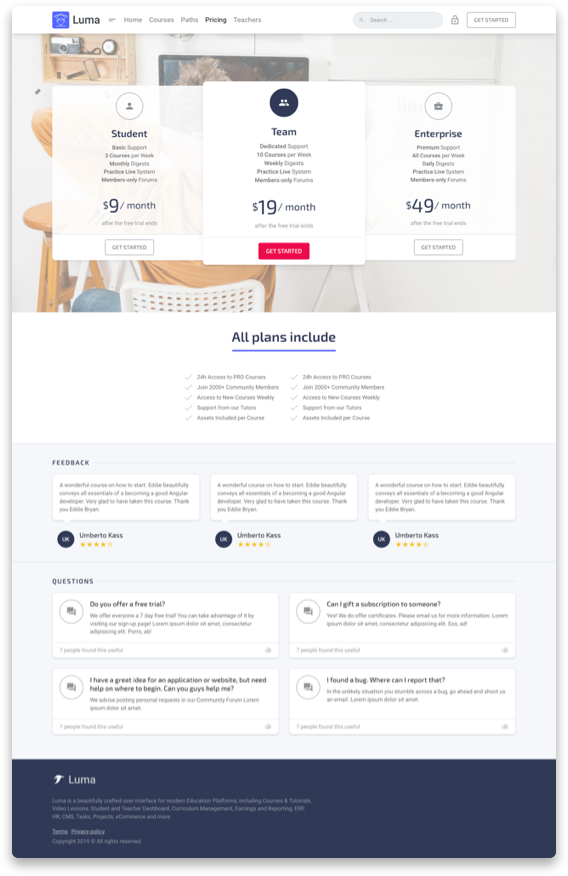 Luma
Home Courses Paths Pricing Teachers
Search...
GET STARTED
Student
Basic Support
3 Courses per Week
Monthly Digests
Practice Live System
Members-only Forums
$9/ month
after the free trial ends
GET STARTED
Team
Dedicated Support
10 Courses per Week
Weekly Digests
Practice Live System
Members-only Forums
$19/ month
after the free trial ends
GET STARTED
Enterprise
Premium Support
All Courses per Week
Daily Digests
Practice Live System
Members-only Forums
$49/ month
after the free trial ends
GET STARTED
All plans include
24h Access to PRO Courses
Join 2000+ Community Members
Access to New Courses Weekly
Support from our Tutors
Assets Included per Course
24h Access to PRO Courses
Join 2000+ Community Members
Access to New Courses Weekly
Support from our Tutors
Assets Included per Course
FEEDBACK
A wonderful course on how to start. Eddie beautifully
conveys all essentials of a becoming a good Angular
developer. Very glad to have taken this course. Thank
you Eddie Bryan.
UK
Umberto Kass
A wonderful course on how to start. Eddie beautifully
conveys all essentials of a becoming a good Angular
developer. Very glad to have taken this course. Thank
you Eddie Bryan.
UK
Umberto Kass
A wonderful course on how to start. Eddie beautifully
conveys all essentials of a becoming a good Angular
developer. Very glad to have taken this course. Thank
you Eddie Bryan.
UK
Umberto Kass
QUESTIONS
Do you offer a free trial?
We offer everyone a 7 day free trial! You can take advantage of it by
visiting our sign up page! Lorem ipsum dolor sit amet, consectetur
adipisicing elit. Porro, ab!
7 people found this useful
Can I gift a subscription to someone?
Yes! We do offer certificates. Please email us for more information. Lorem
ipsum dolor sit amet, consectetur adipisicing elit. Eos, ad!
7 people found this useful
I have a great idea for an application or website, but need
help on where to begin. Can you guys help me?
We advise posting personal requests in our Community Forum Lorem
ipsum dolor sit amet.
7 people found this useful
I found a bug. Where can I report that?
In the unlikely situation you stumble across a bug, go ahead and shoot us
an email. Lorem ipsum dolor sit amet.
7 people found this useful
Luma
Luma is a beautifully crafted user interface for modern Education Platforms, including Courses & Tutorials,
Video Lessons, Student and Teacher Dashboard, Curriculum Management, Earnings and Reporting, ERP,
HR, CMS, Tasks, Projects, eCommerce and more.
Terms Privacy policy
Copyright 2019 © All rights reserved.